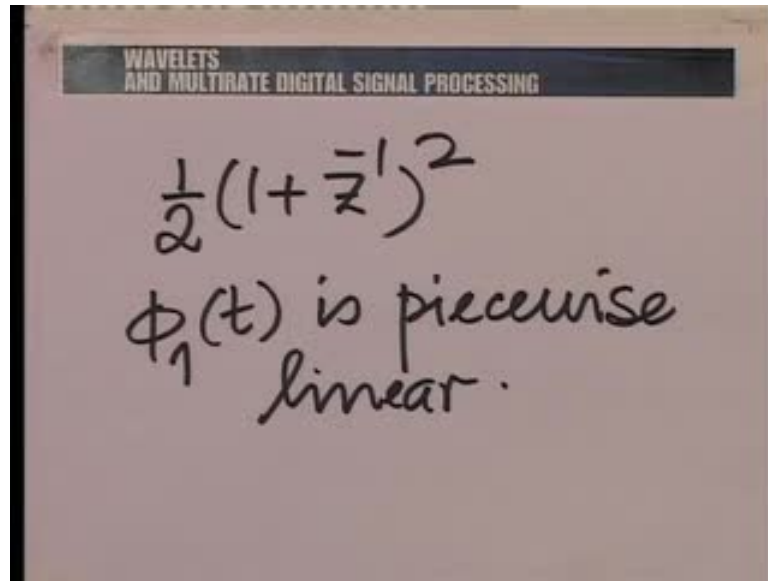 WAVELETS
AND MULTIRATE DIGITAL SIGNAL PROCESSING
½(1+z⁻¹)²
ϕ₁(t) is piecewise
linear.